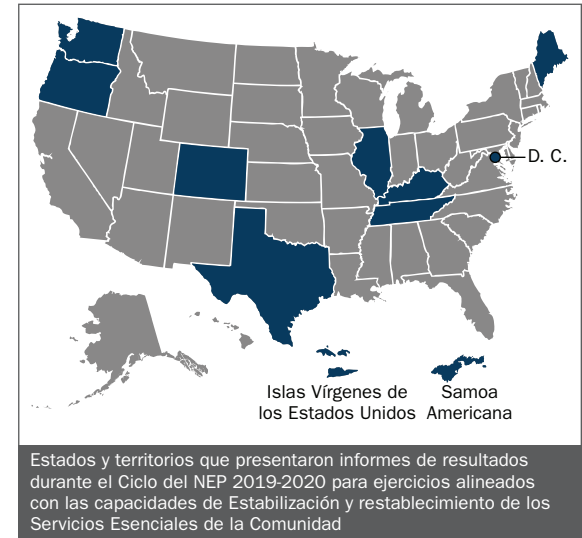 D. C.
Islas Vírgenes de
los Estados Unidos
Samoa
Americana
Estados y territorios que presentaron informes de resultados
durante el Ciclo del NEP 2019-2020 para ejercicios alineados
con las capacidades de Estabilización y restablecimiento de los
Servicios Esenciales de la Comunidad